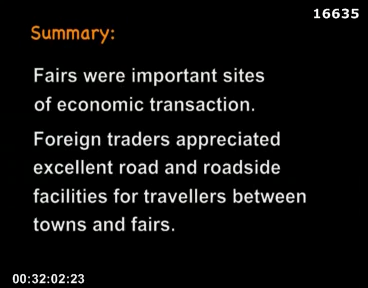 16635
Summary:
Fairs were important sites
of economic transaction.
Foreign traders appreciated
excellent road and roadside
facilities for travellers between
towns and fairs.
00:32:02:23